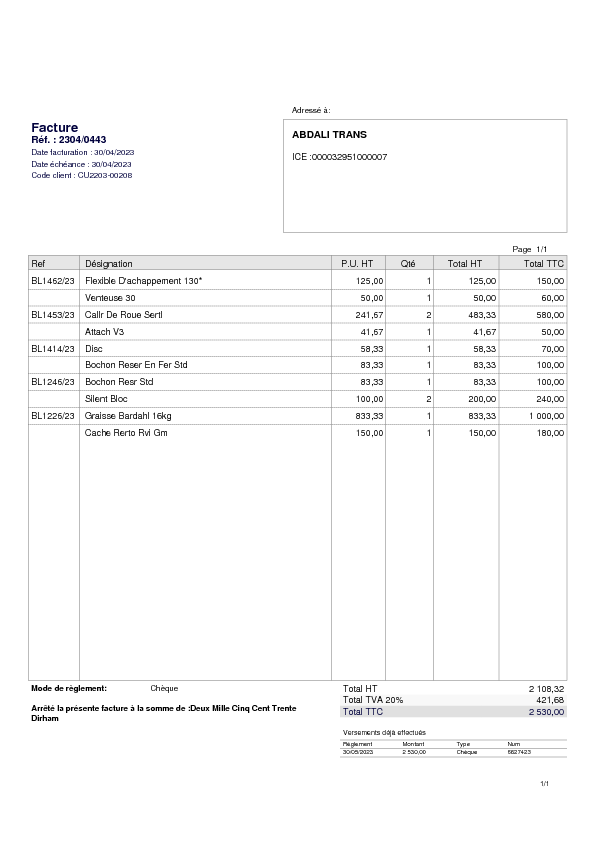 Adressé à:
Facture
Réf. : 2304/0443
Date facturation : 30/04/2023
Date échéance : 30/04/2023
Code client : CU2203-00208
ABDALI TRANS
ICE :000032951000007
Page 1/1
Ref Désignation P.U. HT Qté Total HT Total TTC
BL1462/23 Flexible D'achappement 130* 125,00 1 125,00 150,00
Venteuse 30 50,00 1 50,00 60,00
BL1453/23 Callr De Roue Sertl 241,67 2 483,33 580,00
Attach V3 41,67 1 41,67 50,00
BL1414/23 Disc 58,33 1 58,33 70,00
Bochon Reser En Fer Std 83,33 1 83,33 100,00
BL1246/23 Bochon Resr Std 83,33 1 83,33 100,00
Silent Bloc 100,00 2 200,00 240,00
BL1226/23 Graisse Bardahl 16kg 833,33 1 833,33 1 000,00
Cache Rerto Rvi Gm 150,00 1 150,00 180,00
Mode de règlement: Chèque
Total HT 2 108,32
Total TVA 20% 421,68
Total TTC 2 530,00
Arrêté la présente facture à la somme de :Deux Mille Cinq Cent Trente
Dirham
Versements déjà effectués
Règlement Montant Type Num
30/05/2023 2 530,00 Chèque 6627423
1/1